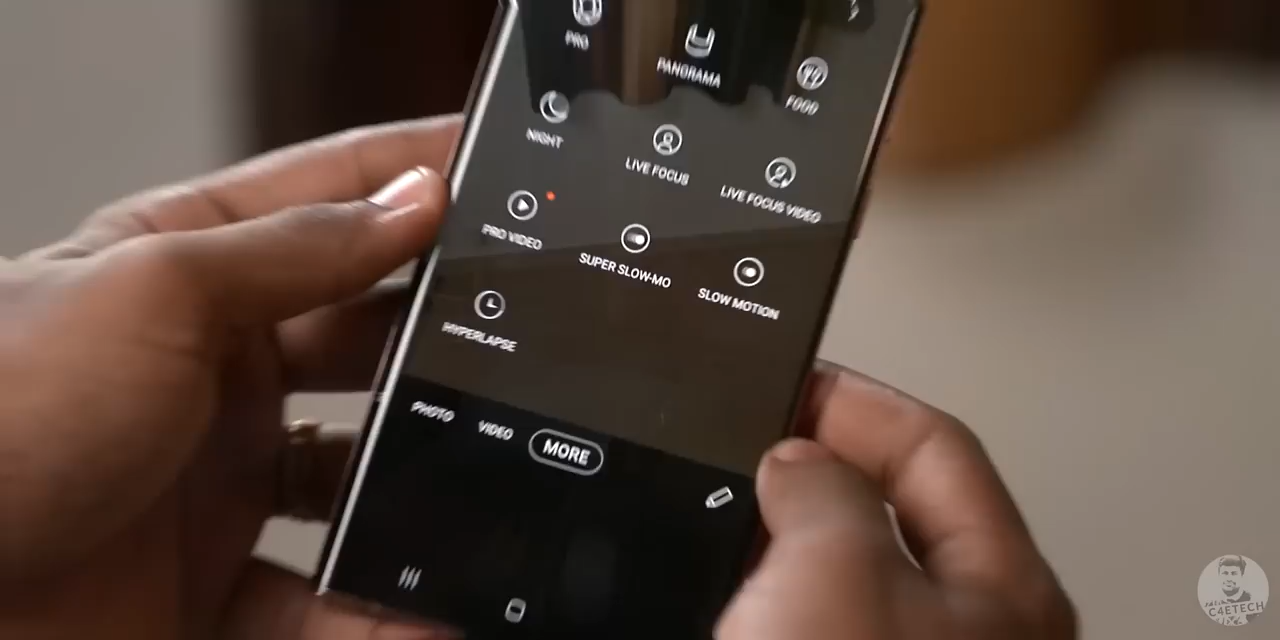 PRO
PANORAMA
FOOD
NIGHT
LIVE FOCUS
LIVE FOCUS VIDEO
PRO VIDEO
SUPER SLOW-MO
SLOW MOTION
HYPERLAPSE
PHOTO
VIDEO
MORE
C4ETECH